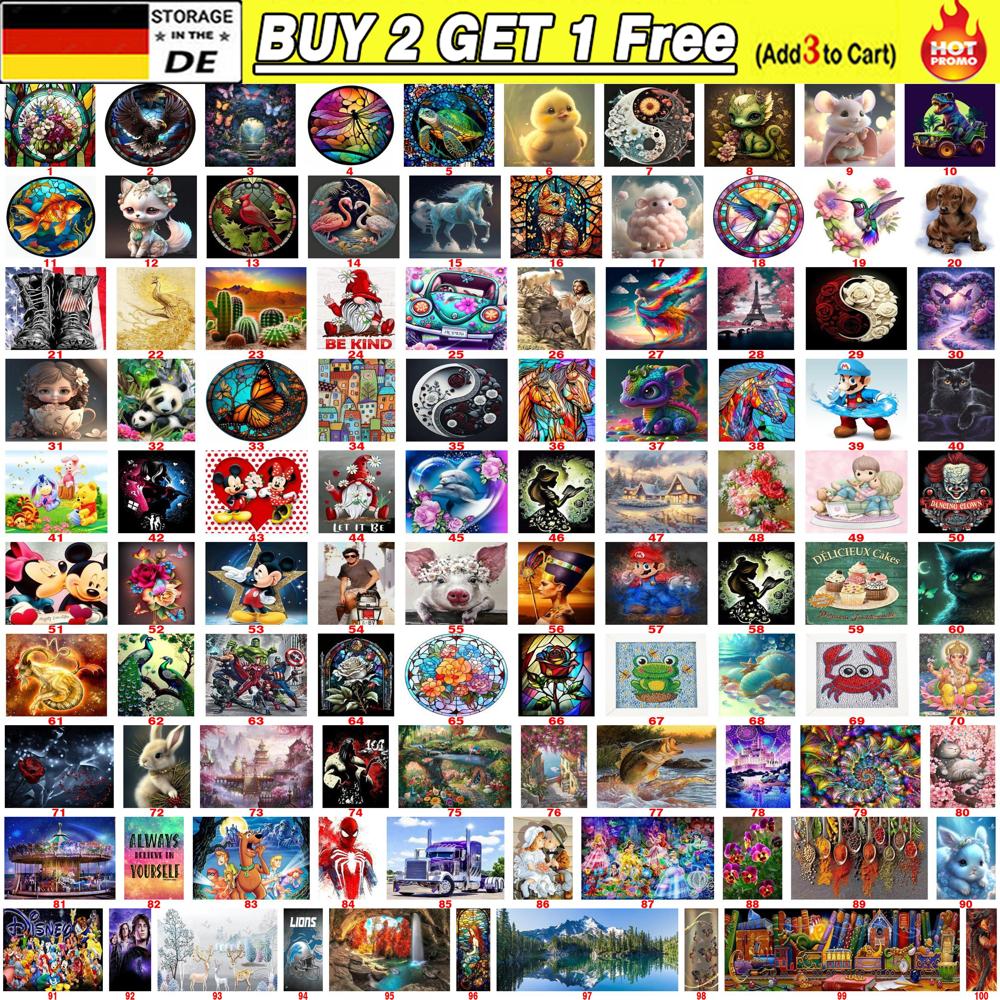 STORAGE
IN THE
DE
BUY 2 GET 1 Free
(Add 3 to Cart)
HOT
PROMO
1 2 3 4 5 6 7 8 9 10
11 12 13 14 15 16 17 18 19 20
BE KIND
21 22 23 24 25 26 27 28 29 30
31 32 33 34 35 36 37 38 39 40
LET IT BE
DANCING CLOWN
41 42 43 44 45 46 47 48 49 50
DÉLICIEUX Cakes
51 52 53 54 55 56 57 58 59 60
61 62 63 64 65 66 67 68 69 70
71 72 73 74 75 76 77 78 79 80
ALWAYS
BELIEVE IN
YOURSELF
81 82 83 84 85 86 87 88 89 90
DISNEY
LIONS
91 92 93 94 95 96 97 98 99 100